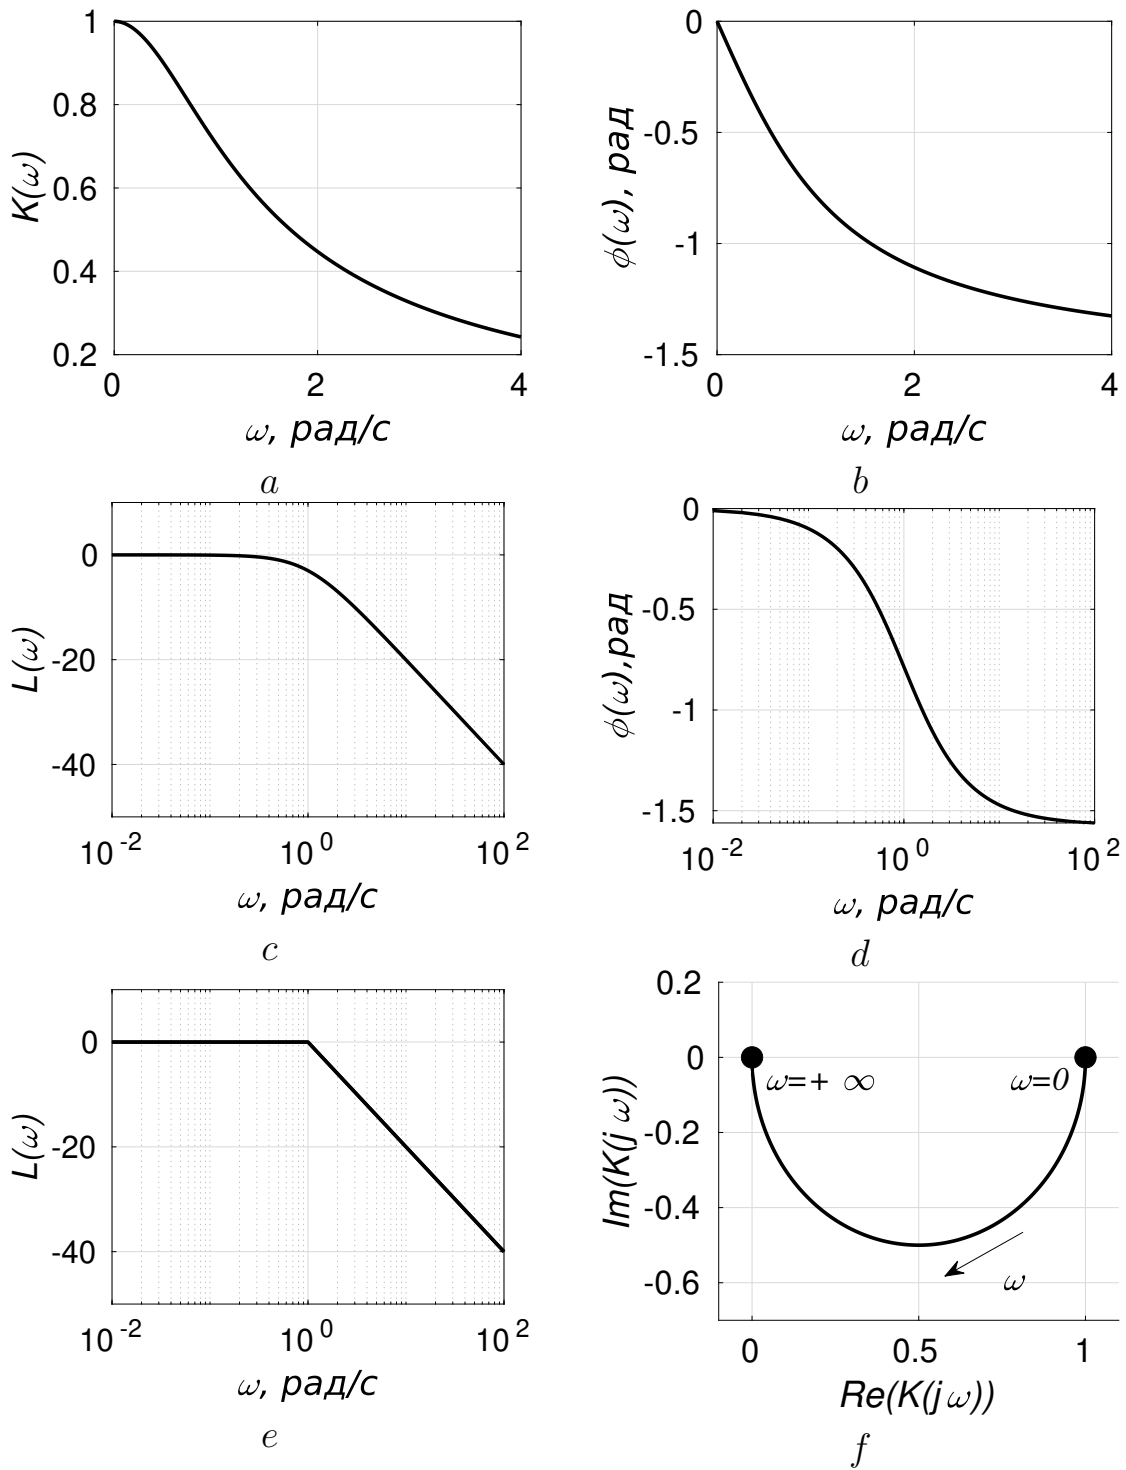 1
0.8
0.6
0.4
0.2
0
2
4
K(ω)
ω, рад/с
a
0
-0.5
-1
-1.5
0
2
4
ϕ(ω), рад
ω, рад/с
b
0
-20
-40
10^-2
10^0
10^2
L(ω)
ω, рад/с
c
0
-0.5
-1
-1.5
10^-2
10^0
10^2
ϕ(ω),рад
ω, рад/с
d
0
-20
-40
10^-2
10^0
10^2
L(ω)
ω, рад/с
e
0.2
0
-0.2
-0.4
-0.6
0
0.5
1
ω=+ ∞
ω=0
ω
Im(K(j ω))
Re(K(j ω))
f